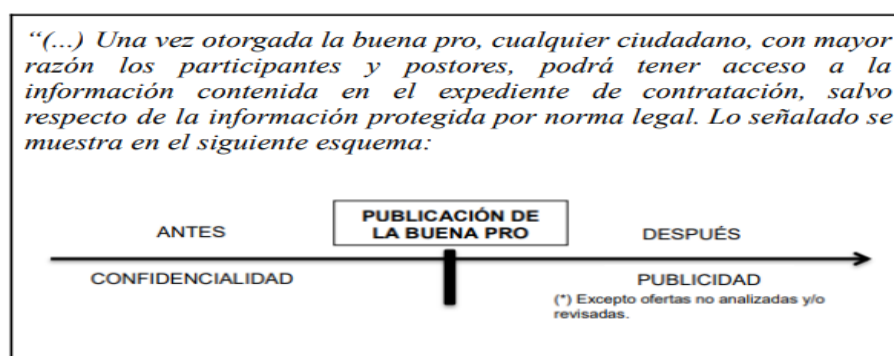 “(...) Una vez otorgada la buena pro, cualquier ciudadano, con mayor
razón los participantes y postores, podrá tener acceso a la
información contenida en el expediente de contratación, salvo
respecto de la información protegida por norma legal. Lo señalado se
muestra en el siguiente esquema:
ANTES
PUBLICACIÓN DE
LA BUENA PRO
DESPUÉS
CONFIDENCIALIDAD
PUBLICIDAD
(*) Excepto ofertas no analizadas y/o
revisadas.